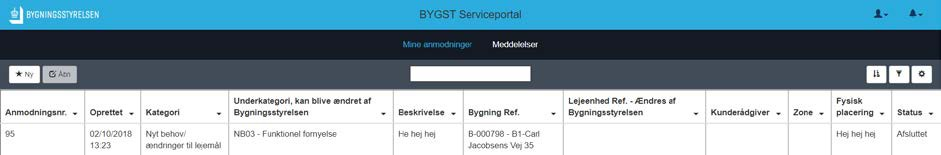 BYGNINGSSTYRELSEN
BYGST Serviceportal
Mine anmodninger Meddelelser
Ny Åbn
Anmodningsnr. Oprettet Kategori Underkategori, kan blive ændret af Bygningsstyrelsen Beskrivelse Bygning Ref. Lejeenhed Ref. - Ændres af Bygningsstyrelsen Kunderådgiver Zone Fysisk placering Status
95 02/10/2018 13:23 Nyt behov/ ændringer til lejemål NB03 - Funktionel fornyelse He hej hej B-000798 - B1-Carl Jacobsens Vej 35 Hej hej hej Afsluttet